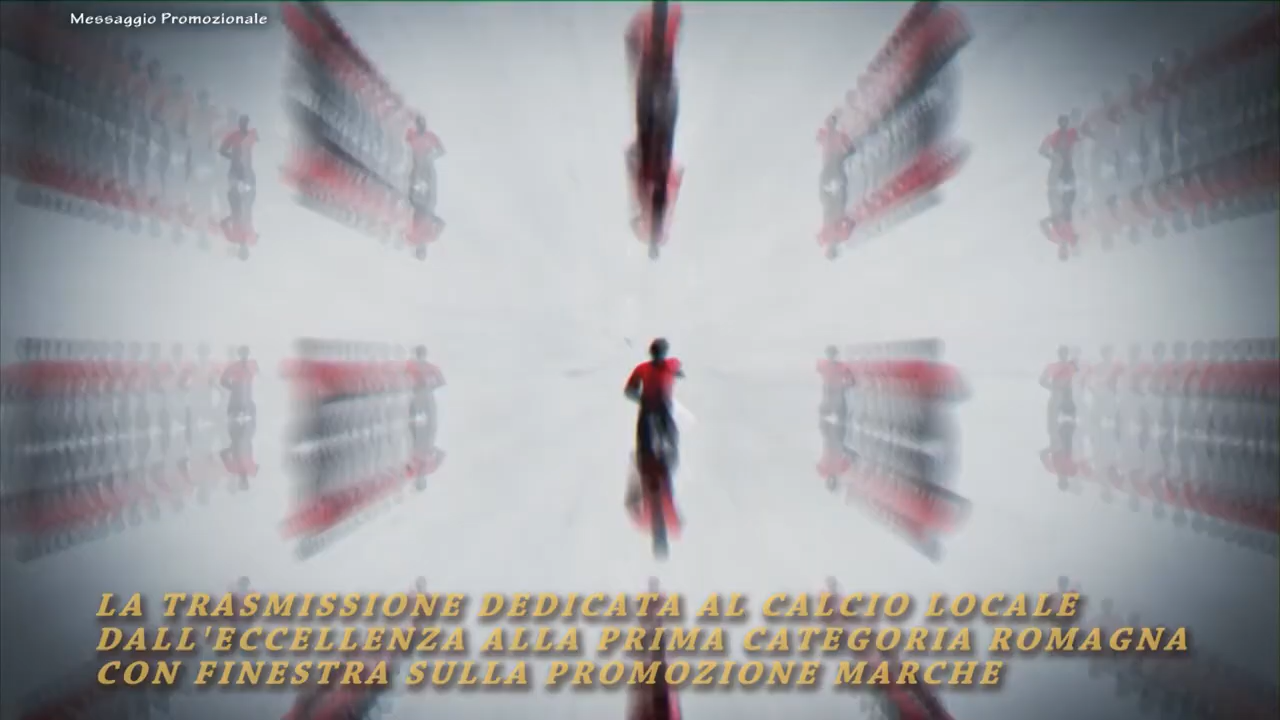 Messaggio Promozionale
LA TRASMISSIONE DEDICATA AL CALCIO LOCALE
DALL'ECCELLENZA ALLA PRIMA CATEGORIA ROMAGNA
CON FINESTRA SULLA PROMOZIONE MARCHE